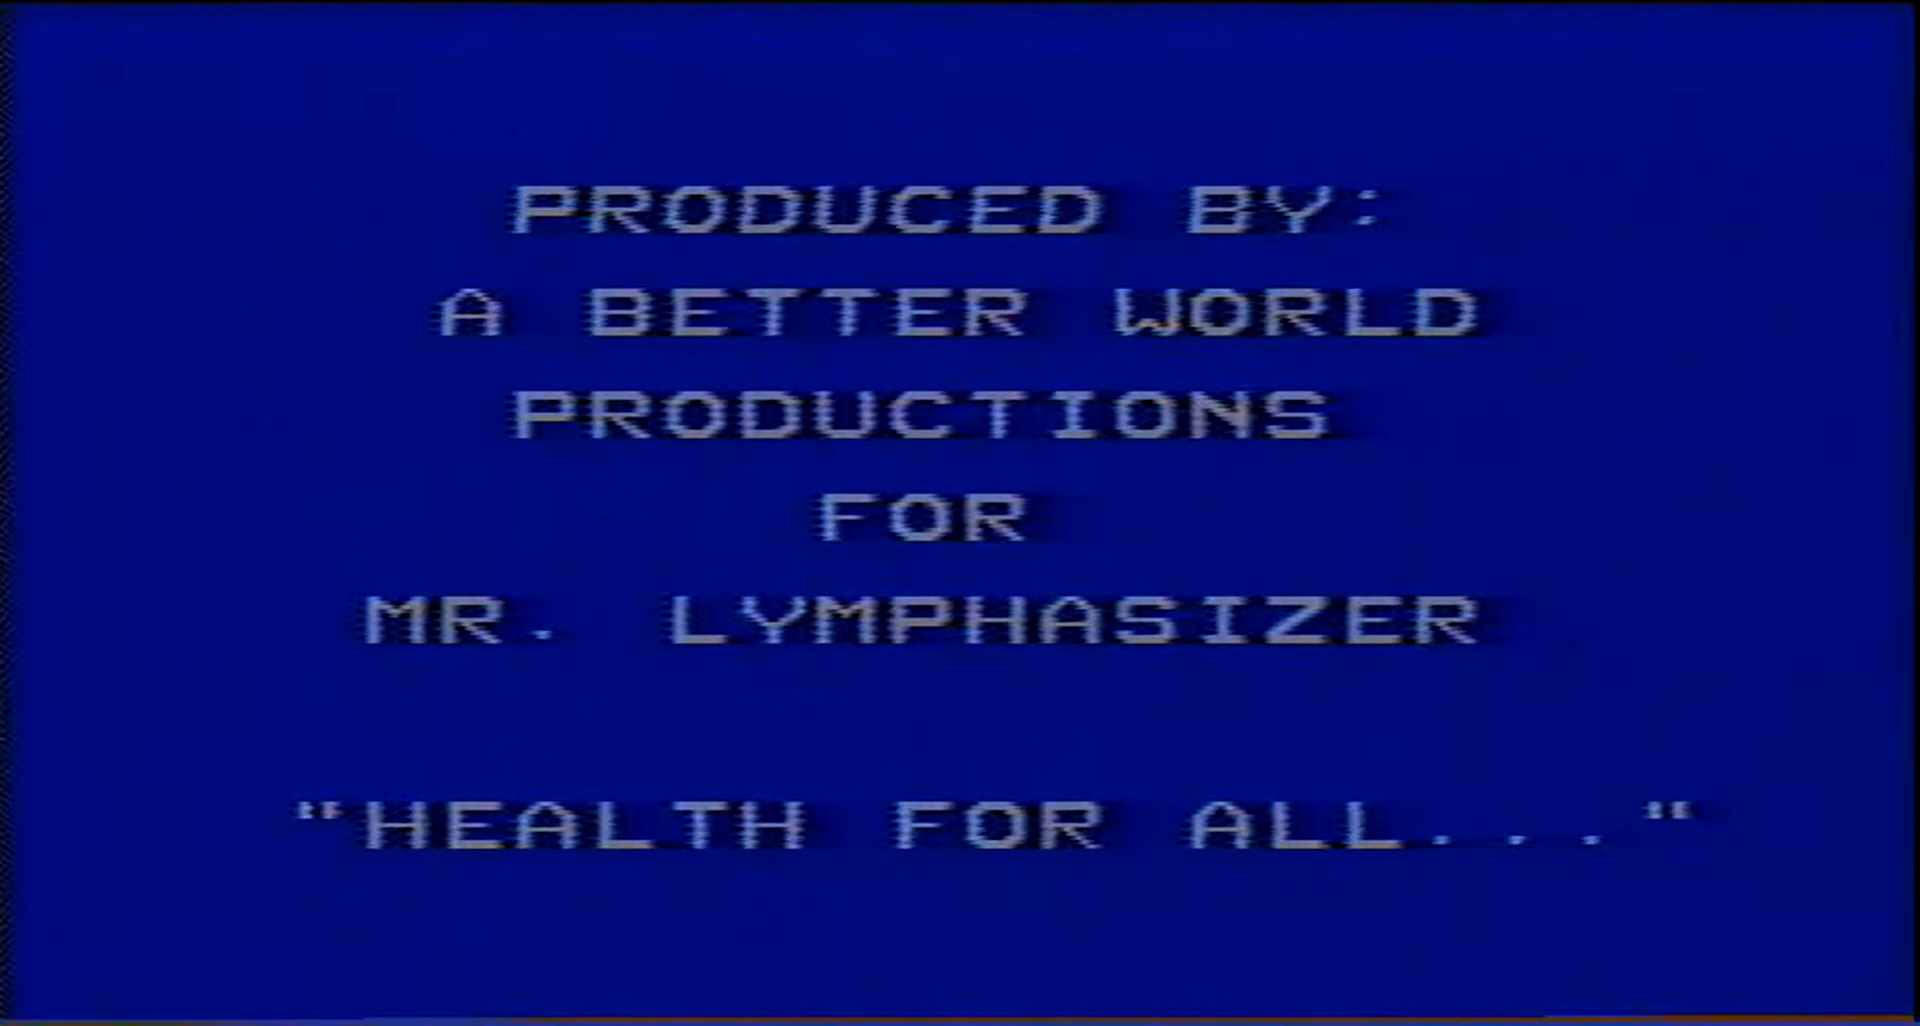 PRODUCED BY:
A BETTER WORLD
PRODUCTIONS
FOR
MR. LYMPHASIZER
"HEALTH FOR ALL..."